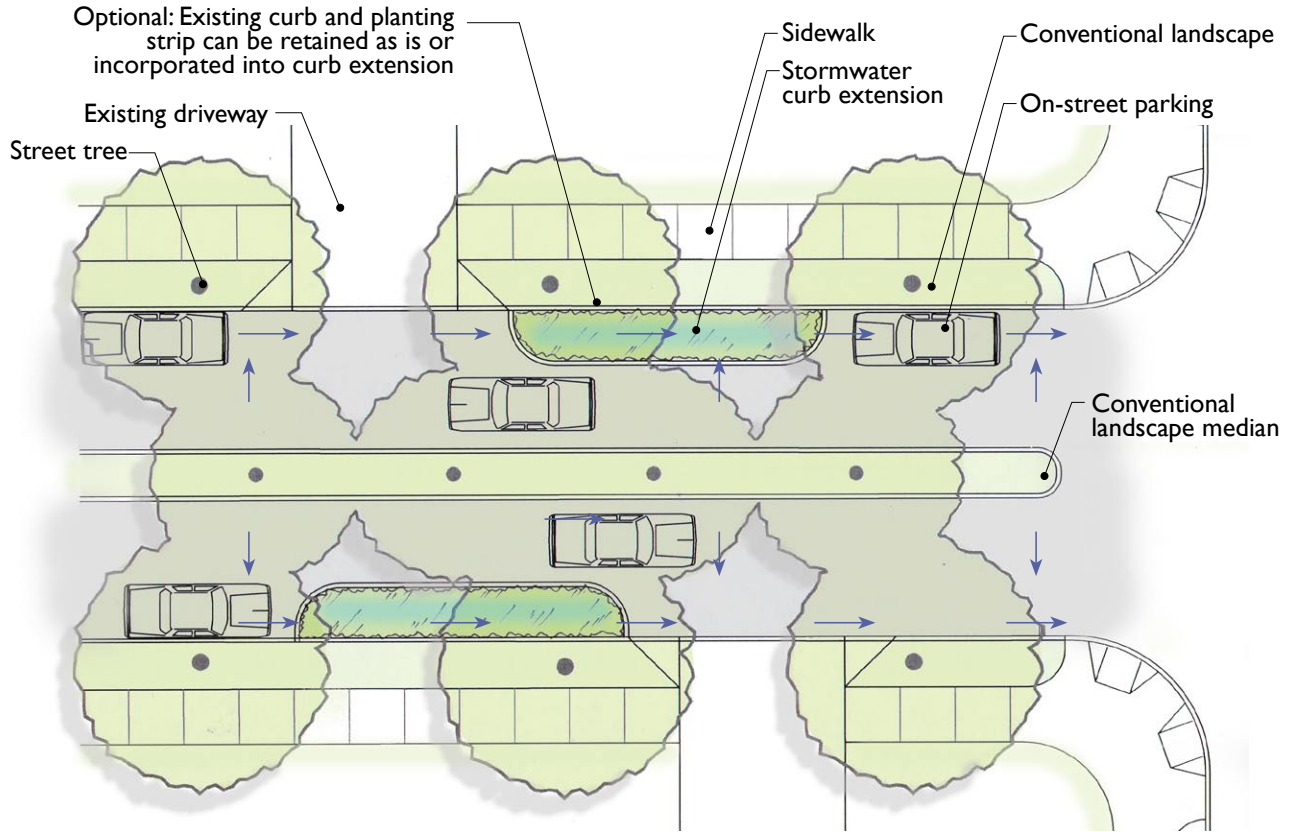 Optional: Existing curb and planting
strip can be retained as is or
incorporated into curb extension
Sidewalk
Conventional landscape
Stormwater
curb extension
On-street parking
Existing driveway
Street tree
Conventional
landscape median